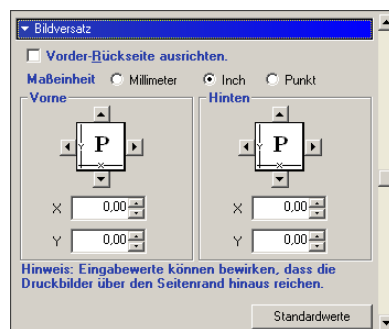 Bildversatz
Vorder-Rückseite ausrichten.
Maßeinheit Millimeter Inch Punkt
Vorne Hinten
P P
X 0,00 X 0,00
Y 0,00 Y 0,00
Hinweis: Eingabewerte können bewirken, dass die
Druckbilder über den Seitenrand hinaus reichen.
Standardwerte